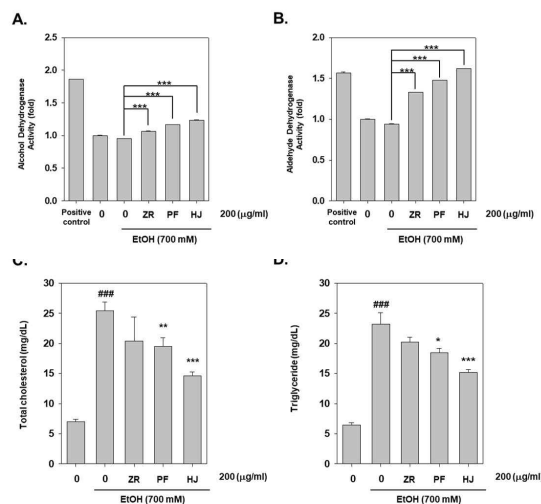 A.
Alcohol Dehydrogenase
Activity (fold)
2.5
2.0
1.5
1.0
0.5
0.0
***
***
***
Positive
control
0
0
ZR
PF
HJ
200 (μg/ml)
EtOH (700 mM)
B.
Aldehyde Dehydrogenase
Activity (fold)
2.0
1.5
1.0
0.5
0.0
***
***
***
Positive
control
0
0
ZR
PF
HJ
200 (μg/ml)
EtOH (700 mM)
C.
Total cholesterol (mg/dL)
30
25
20
15
10
5
0
###
**
***
0
0
ZR
PF
HJ
200 (μg/ml)
EtOH (700 mM)
D.
Triglyceride (mg/dL)
30
25
20
15
10
5
0
###
*
***
0
0
ZR
PF
HJ
200 (μg/ml)
EtOH (700 mM)